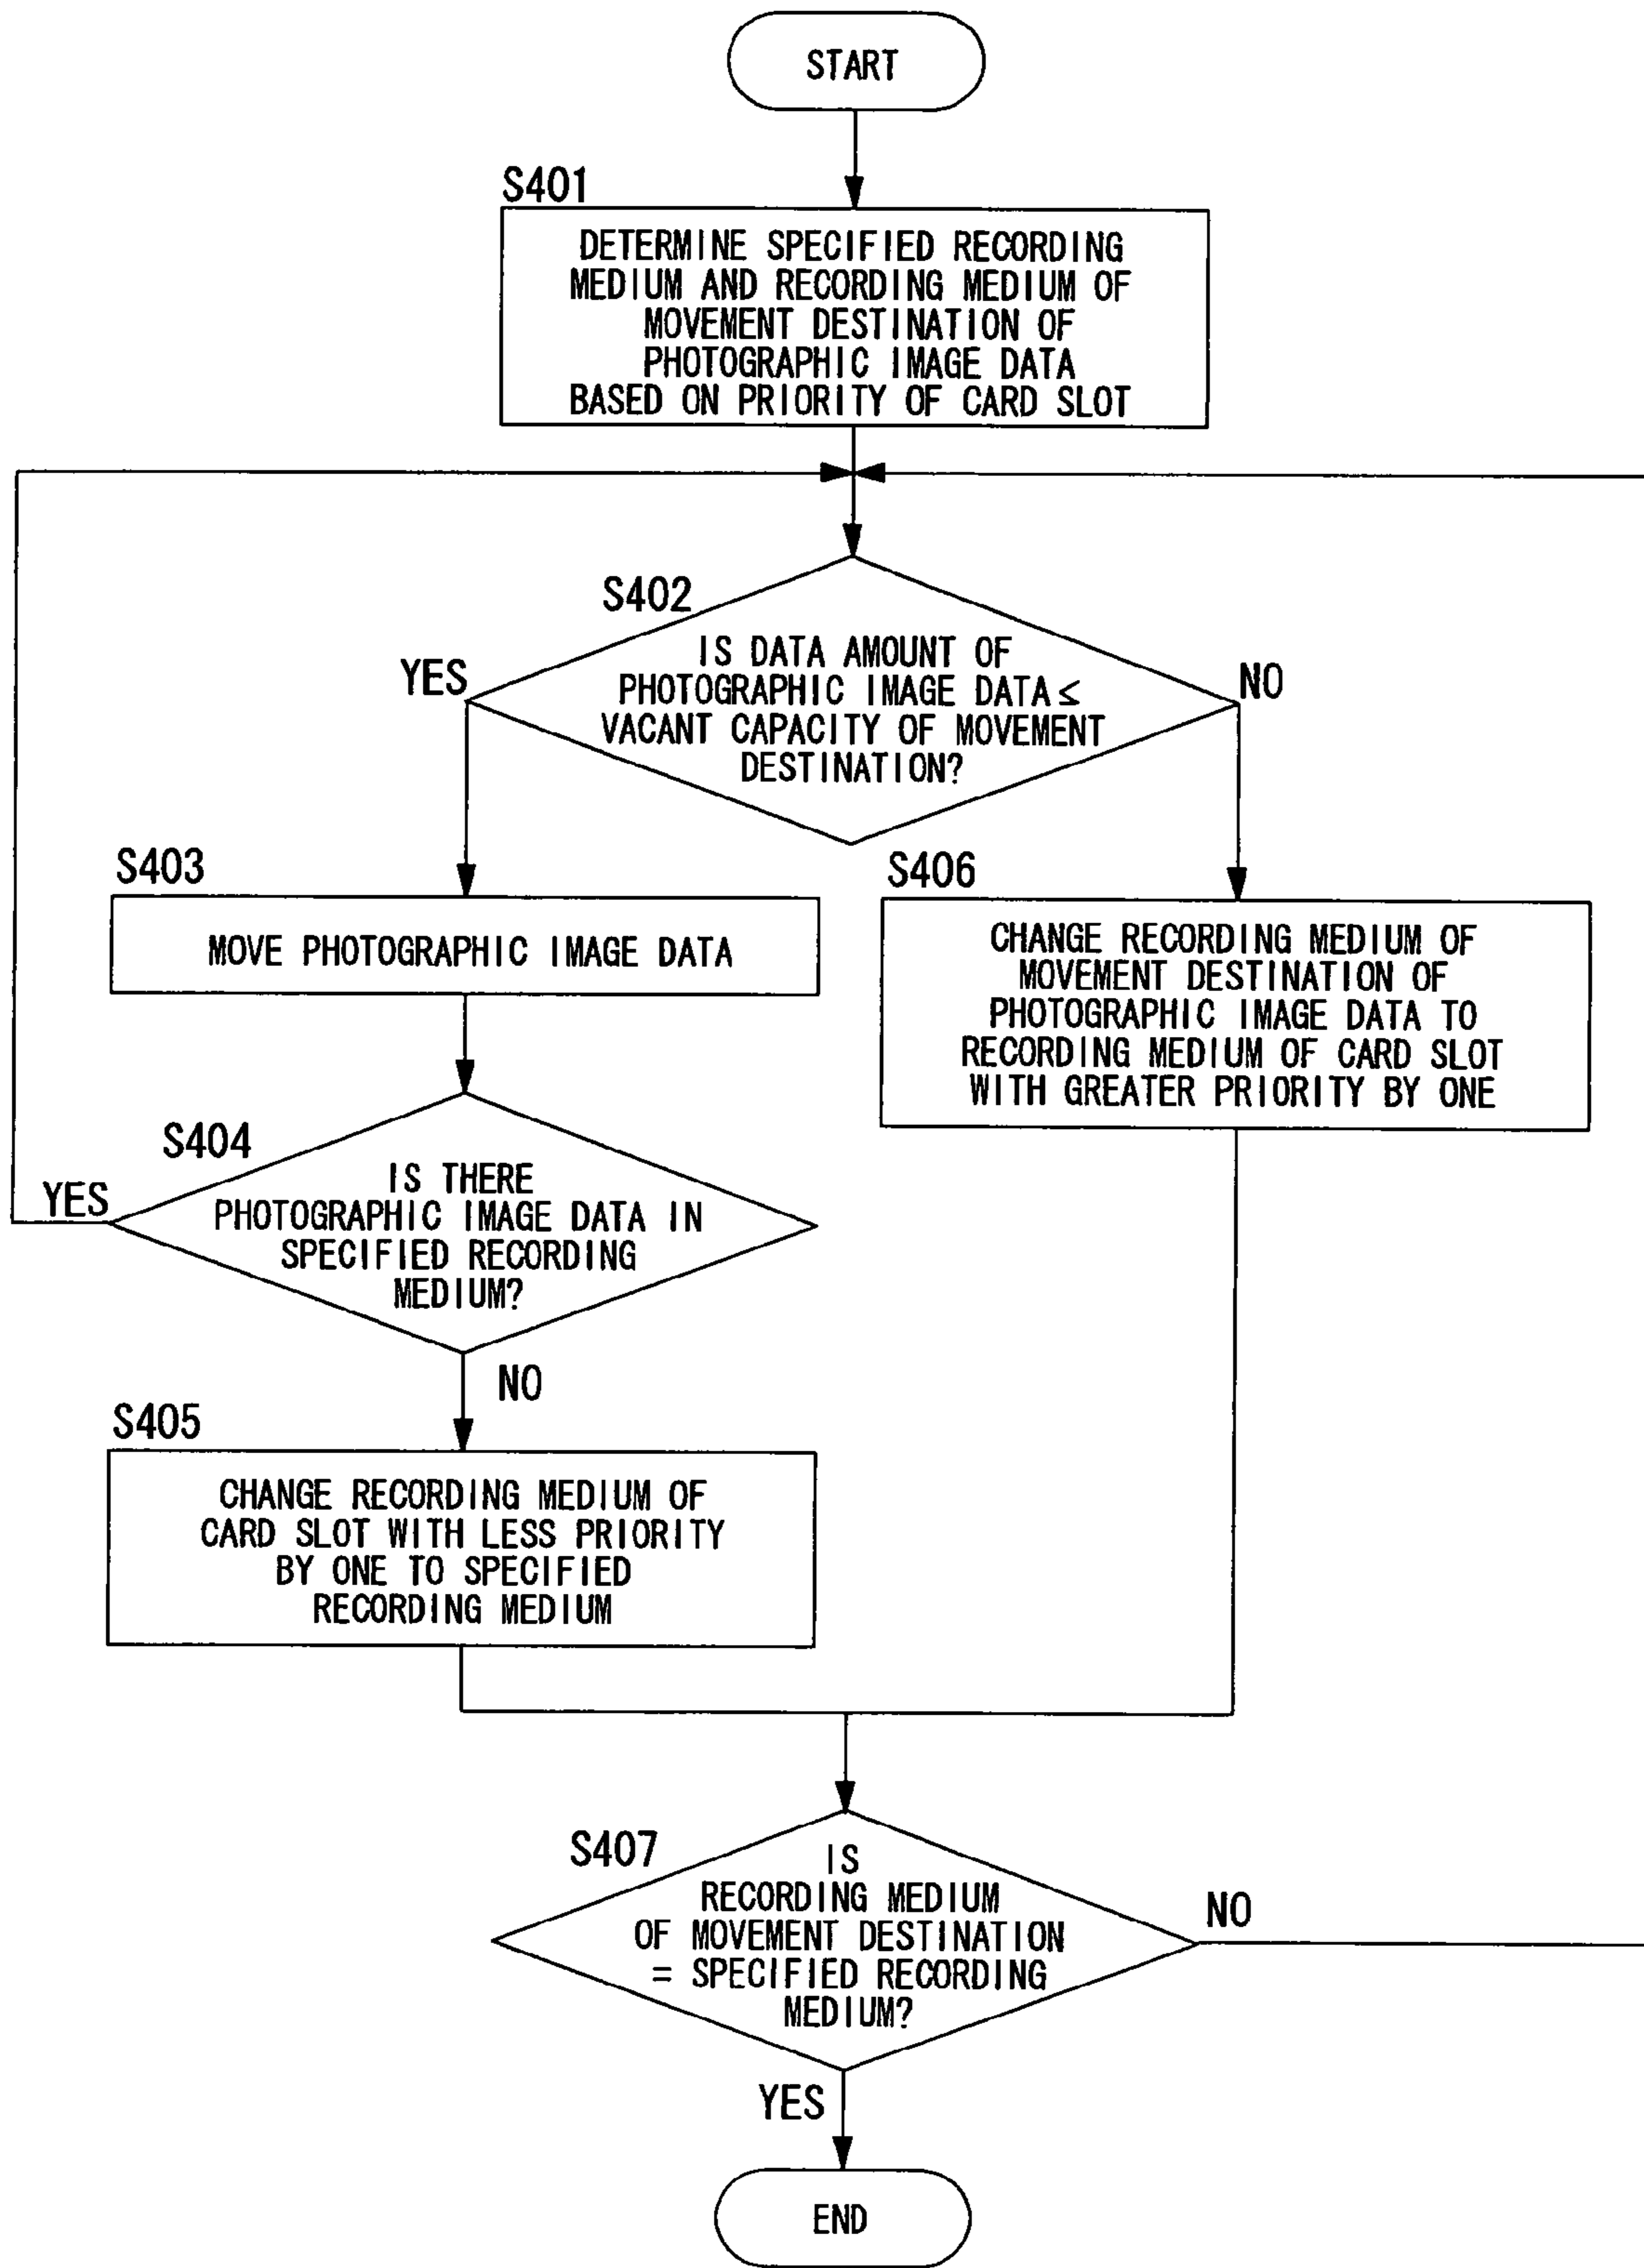 START
S401
DETERMINE SPECIFIED RECORDING
MEDIUM AND RECORDING MEDIUM OF
MOVEMENT DESTINATION OF
PHOTOGRAPHIC IMAGE DATA
BASED ON PRIORITY OF CARD SLOT
S402
IS DATA AMOUNT OF
PHOTOGRAPHIC IMAGE DATA≤
VACANT CAPACITY OF MOVEMENT
DESTINATION?
YES
NO
S403
MOVE PHOTOGRAPHIC IMAGE DATA
S406
CHANGE RECORDING MEDIUM OF
MOVEMENT DESTINATION OF
PHOTOGRAPHIC IMAGE DATA TO
RECORDING MEDIUM OF CARD SLOT
WITH GREATER PRIORITY BY ONE
S404
IS THERE
PHOTOGRAPHIC IMAGE DATA IN
SPECIFIED RECORDING
MEDIUM?
YES
NO
S405
CHANGE RECORDING MEDIUM OF
CARD SLOT WITH LESS PRIORITY
BY ONE TO SPECIFIED
RECORDING MEDIUM
S407
IS
RECORDING MEDIUM
OF MOVEMENT DESTINATION
= SPECIFIED RECORDING
MEDIUM?
NO
YES
END